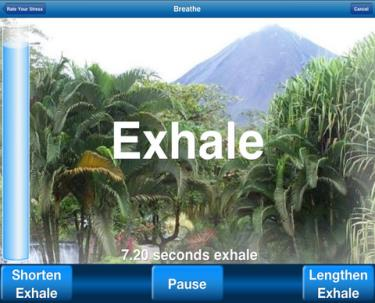 Rate Your Stress
Breathe
Cancel
Exhale
7.20 seconds exhale
Shorten
Exhale
Pause
Lengthen
Exhale